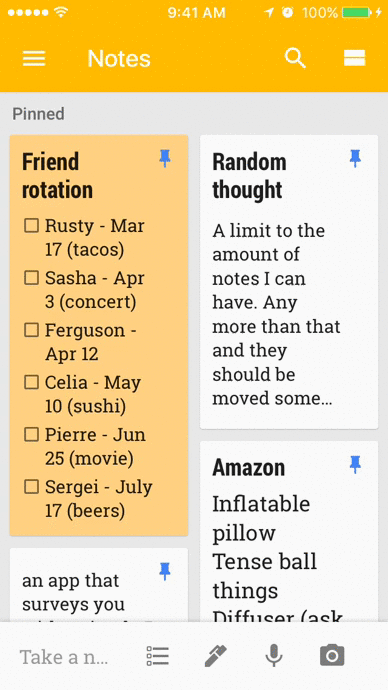 9:41 AM
100%
Notes
Pinned
Friend
rotation
Rusty - Mar
17 (tacos)
Sasha - Apr
3 (concert)
Ferguson -
Apr 12
Celia - May
10 (sushi)
Pierre - Jun
25 (movie)
Sergei - July
17 (beers)
an app that
surveys you
Random
thought
A limit to the
amount of
notes I can
have. Any
more than that
and they
should be
moved some...
Amazon
Inflatable
pillow
Tense ball
things
Diffuser (ask
Take a n...